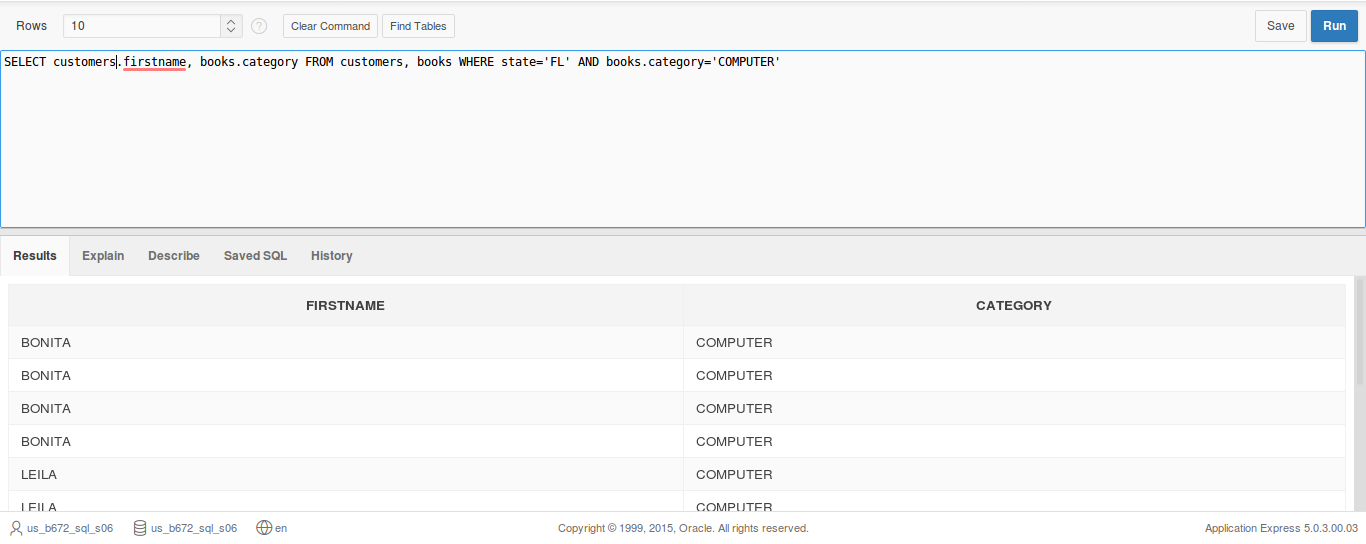 Rows 10 ? Clear Command Find Tables Save Run
SELECT customers.firstname, books.category FROM customers, books WHERE state='FL' AND books.category='COMPUTER'
Results Explain Describe Saved SQL History
FIRSTNAME CATEGORY
BONITA COMPUTER
BONITA COMPUTER
BONITA COMPUTER
BONITA COMPUTER
LEILA COMPUTER
LEILA COMPUTER
us_b672_sql_s06 us_b672_sql_s06 en Copyright © 1999, 2015, Oracle. All rights reserved. Application Express 5.0.3.00.03